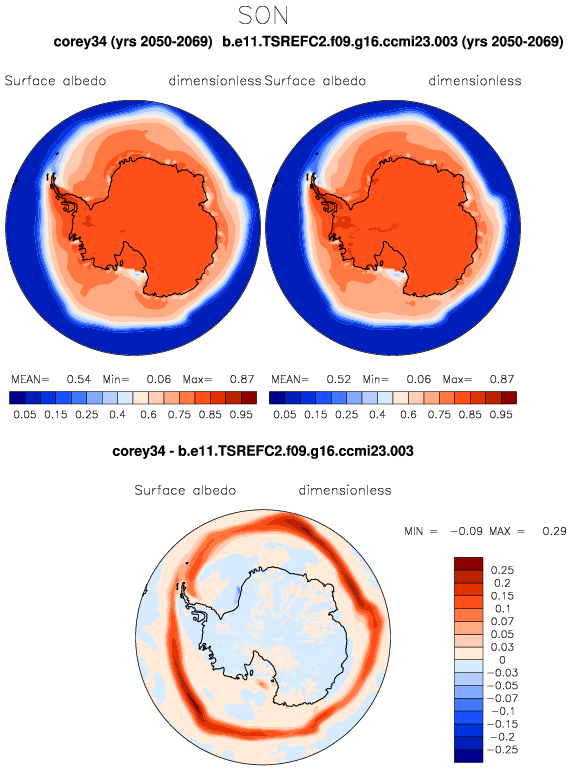 SON
corey34 (yrs 2050-2069) b.e11.TSREFC2.f09.g16.ccmi23.003 (yrs 2050-2069)
Surface albedo dimensionless Surface albedo dimensionless
MEAN= 0.54 Min= 0.06 Max= 0.87 MEAN= 0.52 Min= 0.06 Max= 0.87
0.05 0.15 0.25 0.4 0.6 0.75 0.85 0.95 0.05 0.15 0.25 0.4 0.6 0.75 0.85 0.95
corey34 - b.e11.TSREFC2.f09.g16.ccmi23.003
Surface albedo dimensionless
MIN = -0.09 MAX = 0.29
0.25
0.2
0.15
0.1
0.07
0.05
0.03
0
-0.03
-0.05
-0.07
-0.1
-0.15
-0.2
-0.25